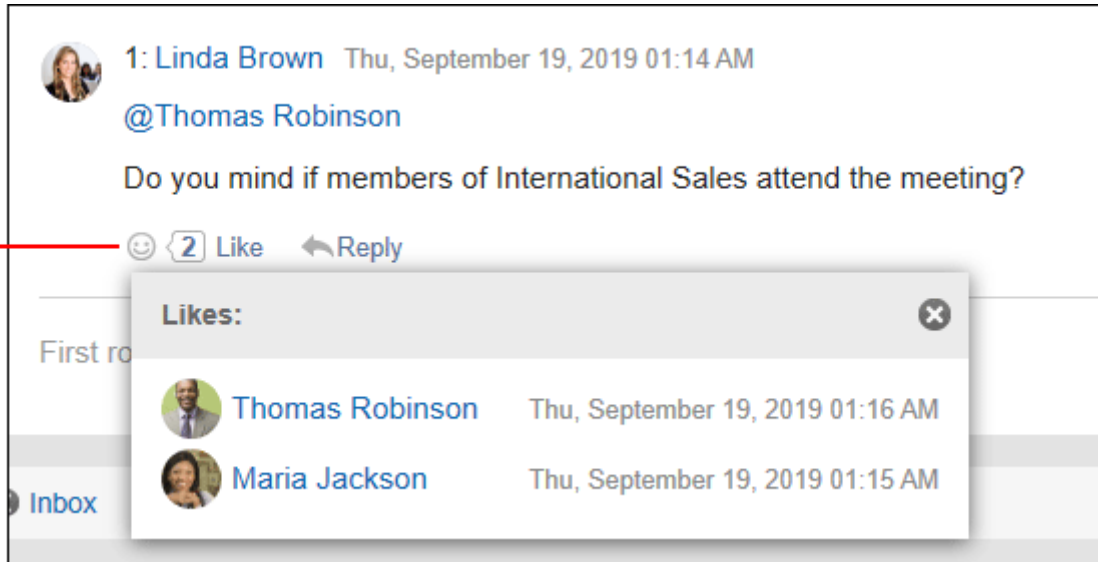 1: Linda Brown Thu, September 19, 2019 01:14 AM
@Thomas Robinson
Do you mind if members of International Sales attend the meeting?
2 Like Reply
Likes:
First
Thomas Robinson Thu, September 19, 2019 01:16 AM
Maria Jackson Thu, September 19, 2019 01:15 AM
Inbox